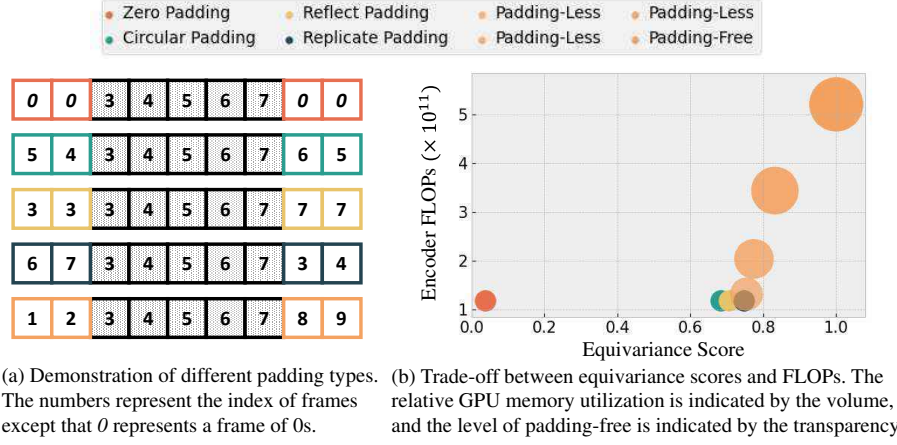 Zero Padding Reflect Padding Padding-Less Padding-Less
Circular Padding Replicate Padding Padding-Less Padding-Free
0 0 3 4 5 6 7 0 0
5 4 3 4 5 6 7 6 5
3 3 3 4 5 6 7 7 7
6 7 3 4 5 6 7 3 4
1 2 3 4 5 6 7 8 9
Encoder FLOPs (× 10¹¹)
5
4
3
2
1
0.0 0.2 0.4 0.6 0.8 1.0
Equivariance Score
(a) Demonstration of different padding types.
The numbers represent the index of frames
except that 0 represents a frame of 0s.
(b) Trade-off between equivariance scores and FLOPs. The
relative GPU memory utilization is indicated by the volume,
and the level of padding-free is indicated by the transparency